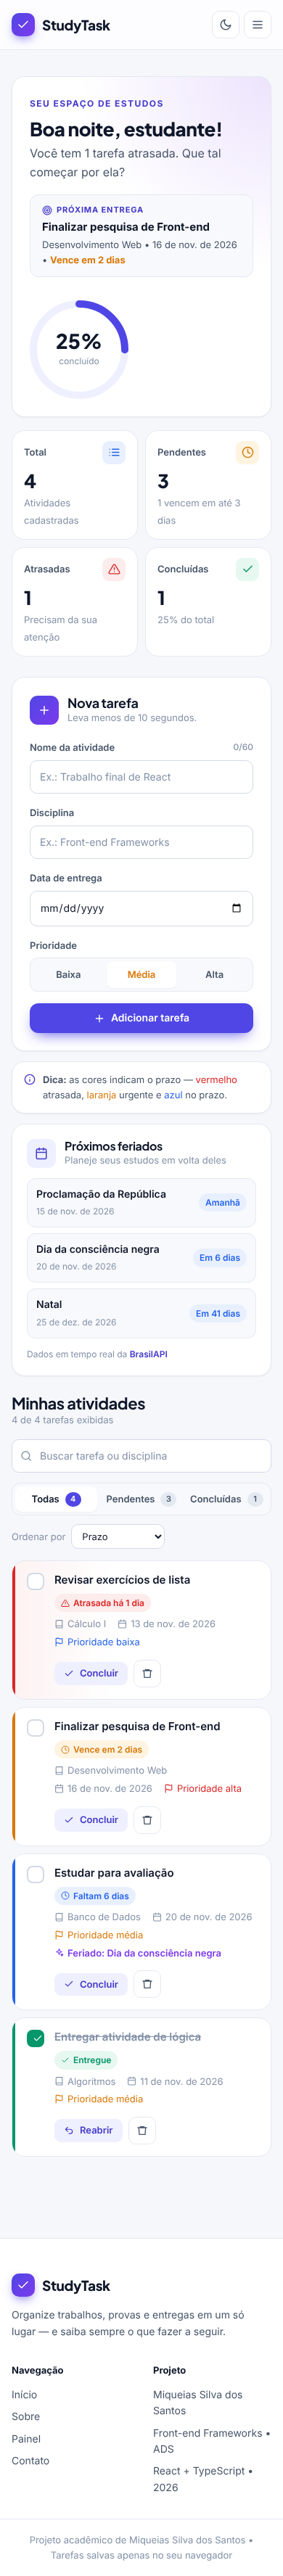 StudyTask
SEU ESPAÇO DE ESTUDOS
Boa noite, estudante!
Você tem 1 tarefa atrasada. Que tal
começar por ela?
PRÓXIMA ENTREGA
Finalizar pesquisa de Front-end
Desenvolvimento Web • 16 nov. de 2026
• Vence em 2 dias
25%
concluído
Total
4
Atividades
cadastradas
Pendentes
3
1 vencem em até 3
dias
Atrasadas
1
Precisam da sua
atenção
Concluídas
1
25% do total
Nova tarefa
Leva menos de 10 segundos.
Nome da atividade 0/60
Ex.: Trabalho final de React
Disciplina
Ex.: Front-end Frameworks
Data de entrega
mm/dd/yyyy
Prioridade
Baixa Média Alta
Adicionar tarefa
Dica: as cores indicam o prazo — vermelho
atrasada, laranja urgente e azul no prazo.
Próximos feriados
Planeje seus estudos em volta deles
Proclamação da República
15 de nov. de 2026
Amanhã
Dia da consciência negra
20 de nov. de 2026
Em 6 dias
Natal
25 de dez. de 2026
Em 41 dias
Dados em tempo real da BrasilAPI
Minhas atividades
4 de 4 tarefas exibidas
Buscar tarefa ou disciplina
Todas 4 Pendentes 3 Concluídas 1
Ordenar por Prazo
Revisar exercícios de lista
Atrasada há 1 dia
Cálculo I 13 de nov. de 2026
Prioridade baixa
Concluir
Finalizar pesquisa de Front-end
Vence em 2 dias
Desenvolvimento Web
16 de nov. de 2026 Prioridade alta
Concluir
Estudar para avaliação
Faltam 6 dias
Banco de Dados 20 de nov. de 2026
Prioridade média
Feriado: Dia da consciência negra
Concluir
Entregar atividade de lógica
Entregue
Algoritmos 11 de nov. de 2026
Prioridade média
Reabrir
StudyTask
Organize trabalhos, provas e entregas em um só
lugar — e saiba sempre o que fazer a seguir.
Navegação
Início
Sobre
Painel
Contato
Projeto
Miqueias Silva dos
Santos
Front-end Frameworks •
ADS
React + TypeScript •
2026
Projeto acadêmico de Miqueias Silva dos Santos •
Tarefas salvas apenas no seu navegador